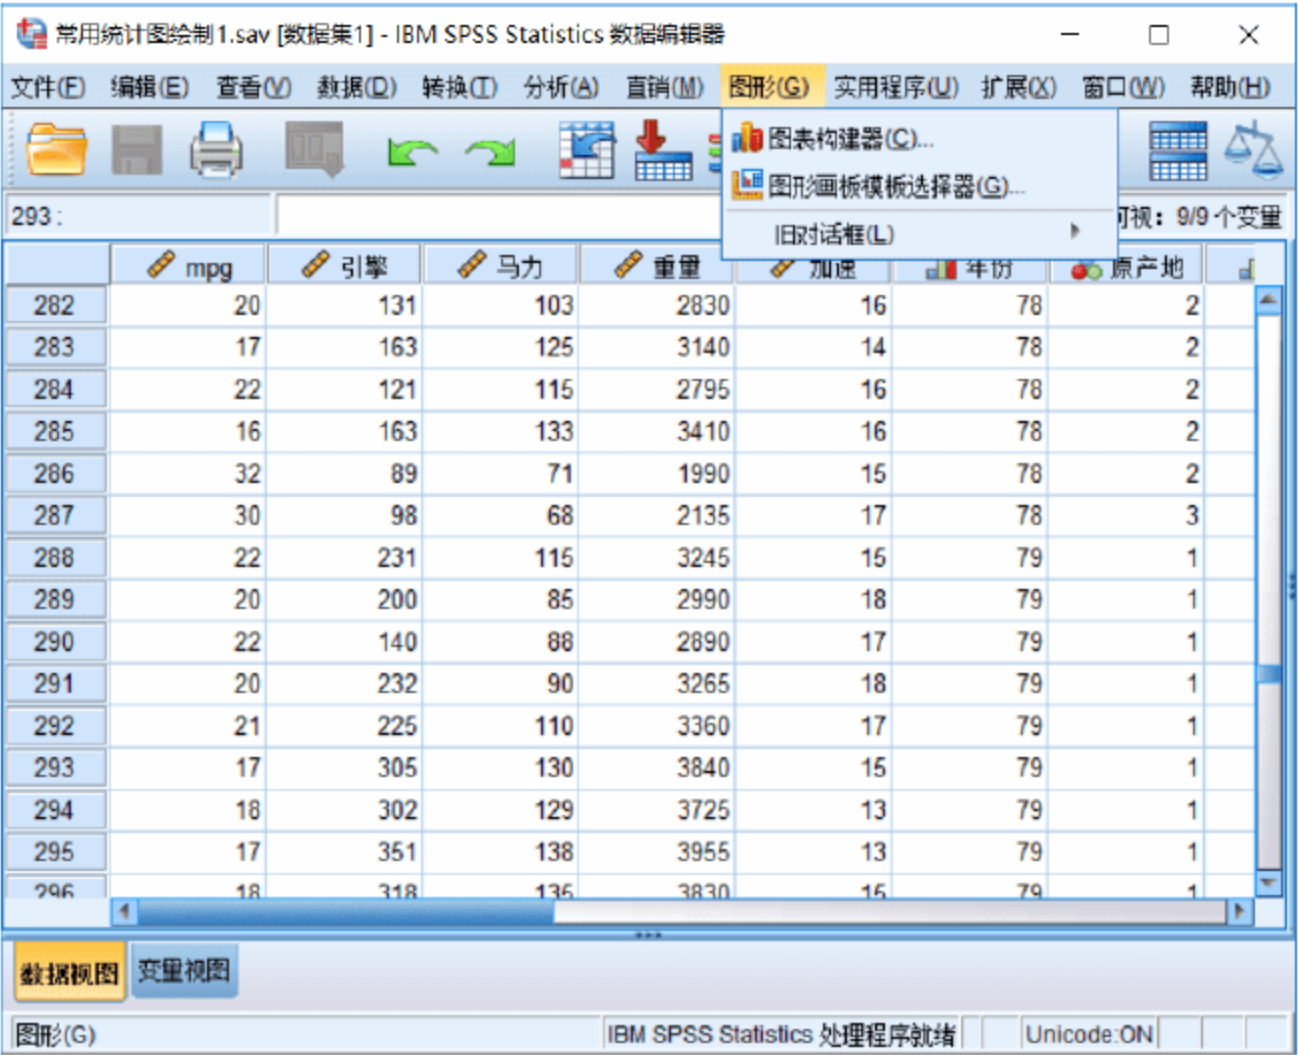 常用统计图绘制1.sav [数据集1] - IBM SPSS Statistics 数据编辑器
文件(F) 编辑(E) 查看(V) 数据(D) 转换(T) 分析(A) 直销(M) 图形(G) 实用程序(U) 扩展(X) 窗口(W) 帮助(H)
图表构建器(C)...
图形画板模板选择器(G)...
旧对话框(L)
293 :
可视：9/9 个变量
mpg 引擎 马力 重量 加速 年份 原产地
282 20 131 103 2830 16 78 2
283 17 163 125 3140 14 78 2
284 22 121 115 2795 16 78 2
285 16 163 133 3410 16 78 2
286 32 89 71 1990 15 78 2
287 30 98 68 2135 17 78 3
288 22 231 115 3245 15 79 1
289 20 200 85 2990 18 79 1
290 22 140 88 2890 17 79 1
291 20 232 90 3265 18 79 1
292 21 225 110 3360 17 79 1
293 17 305 130 3840 15 79 1
294 18 302 129 3725 13 79 1
295 17 351 138 3955 13 79 1
296 18 318 135 3830 15 79 1
数据视图 变量视图
图形(G) IBM SPSS Statistics 处理程序就绪 Unicode:ON